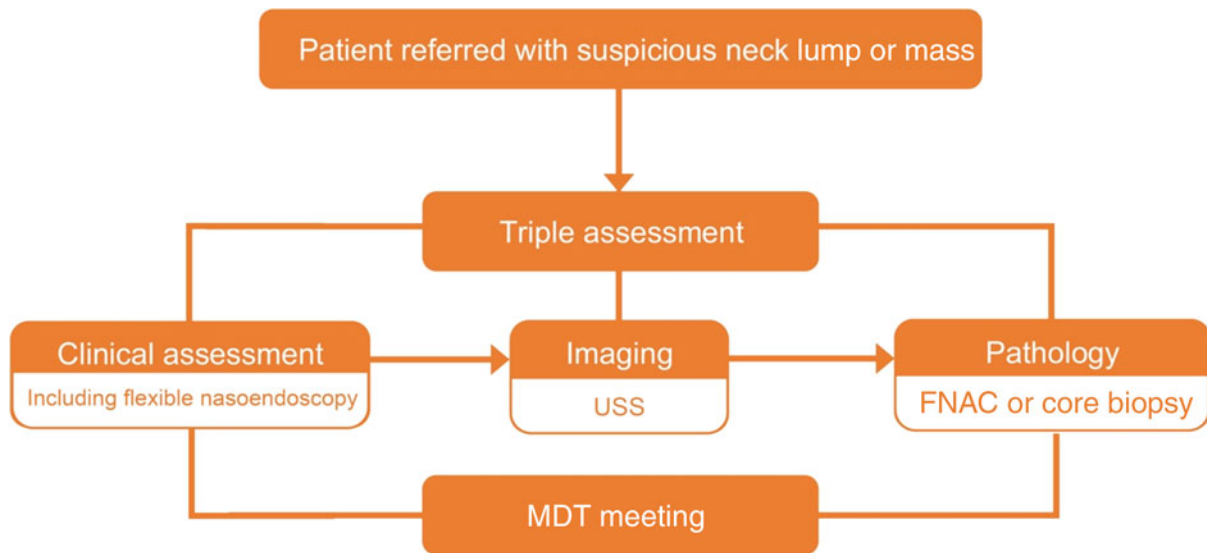 Patient referred with suspicious neck lump or mass
Triple assessment
Clinical assessment
Including flexible nasoendoscopy
Imaging
USS
Pathology
FNAC or core biopsy
MDT meeting